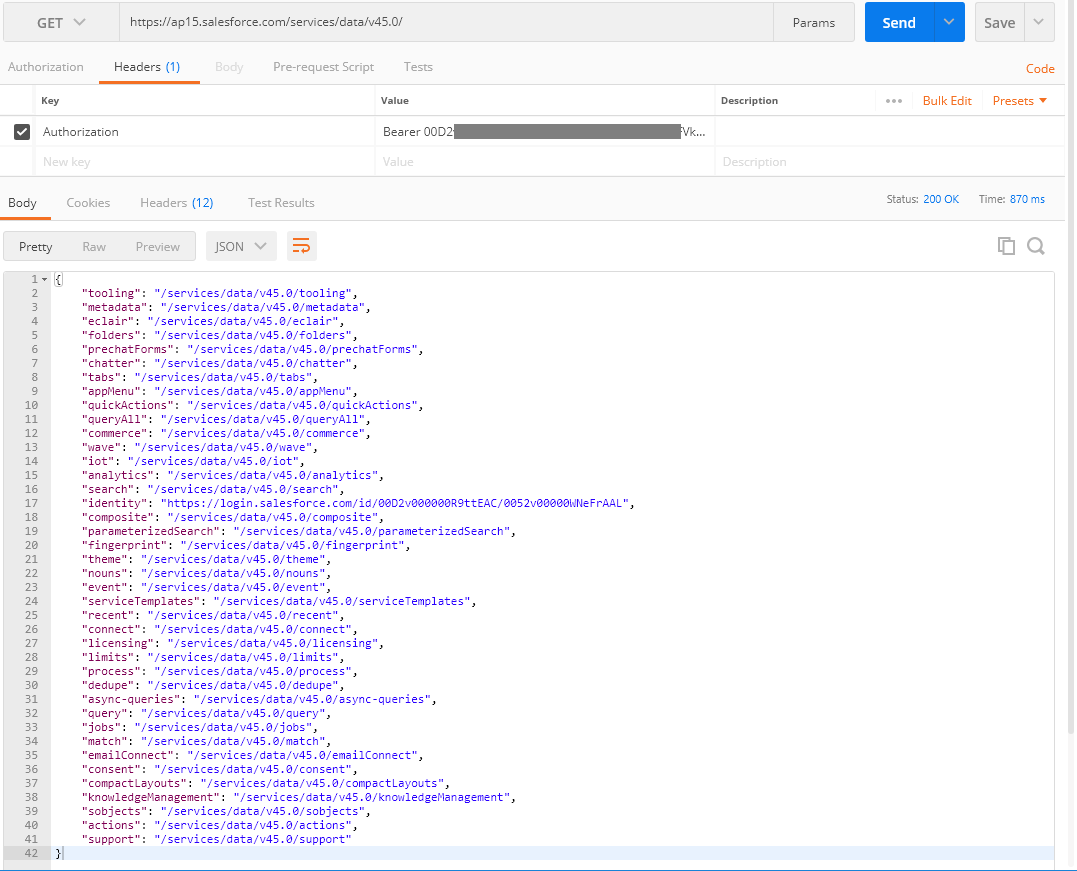 GET https://ap15.salesforce.com/services/data/v45.0/ Params Send Save
Authorization Headers (1) Body Pre-request Script Tests Code
Key Value Description ••• Bulk Edit Presets
Authorization Bearer 00D2 Vk...
New key Value Description
Body Cookies Headers (12) Test Results Status: 200 OK Time: 870 ms
Pretty Raw Preview JSON
1 {
2 "tooling": "/services/data/v45.0/tooling",
3 "metadata": "/services/data/v45.0/metadata",
4 "eclair": "/services/data/v45.0/eclair",
5 "folders": "/services/data/v45.0/folders",
6 "prechatForms": "/services/data/v45.0/prechatForms",
7 "chatter": "/services/data/v45.0/chatter",
8 "tabs": "/services/data/v45.0/tabs",
9 "appMenu": "/services/data/v45.0/appMenu",
10 "quickActions": "/services/data/v45.0/quickActions",
11 "queryAll": "/services/data/v45.0/queryAll",
12 "commerce": "/services/data/v45.0/commerce",
13 "wave": "/services/data/v45.0/wave",
14 "iot": "/services/data/v45.0/iot",
15 "analytics": "/services/data/v45.0/analytics",
16 "search": "/services/data/v45.0/search",
17 "identity": "https://login.salesforce.com/id/00D2v000000R9ttEAC/0052v00000WNeFrAAL",
18 "composite": "/services/data/v45.0/composite",
19 "parameterizedSearch": "/services/data/v45.0/parameterizedSearch",
20 "fingerprint": "/services/data/v45.0/fingerprint",
21 "theme": "/services/data/v45.0/theme",
22 "nouns": "/services/data/v45.0/nouns",
23 "event": "/services/data/v45.0/event",
24 "serviceTemplates": "/services/data/v45.0/serviceTemplates",
25 "recent": "/services/data/v45.0/recent",
26 "connect": "/services/data/v45.0/connect",
27 "licensing": "/services/data/v45.0/licensing",
28 "limits": "/services/data/v45.0/limits",
29 "process": "/services/data/v45.0/process",
30 "dedupe": "/services/data/v45.0/dedupe",
31 "async-queries": "/services/data/v45.0/async-queries",
32 "query": "/services/data/v45.0/query",
33 "jobs": "/services/data/v45.0/jobs",
34 "match": "/services/data/v45.0/match",
35 "emailConnect": "/services/data/v45.0/emailConnect",
36 "consent": "/services/data/v45.0/consent",
37 "compactLayouts": "/services/data/v45.0/compactLayouts",
38 "knowledgeManagement": "/services/data/v45.0/knowledgeManagement",
39 "sobjects": "/services/data/v45.0/sobjects",
40 "actions": "/services/data/v45.0/actions",
41 "support": "/services/data/v45.0/support"
42 }